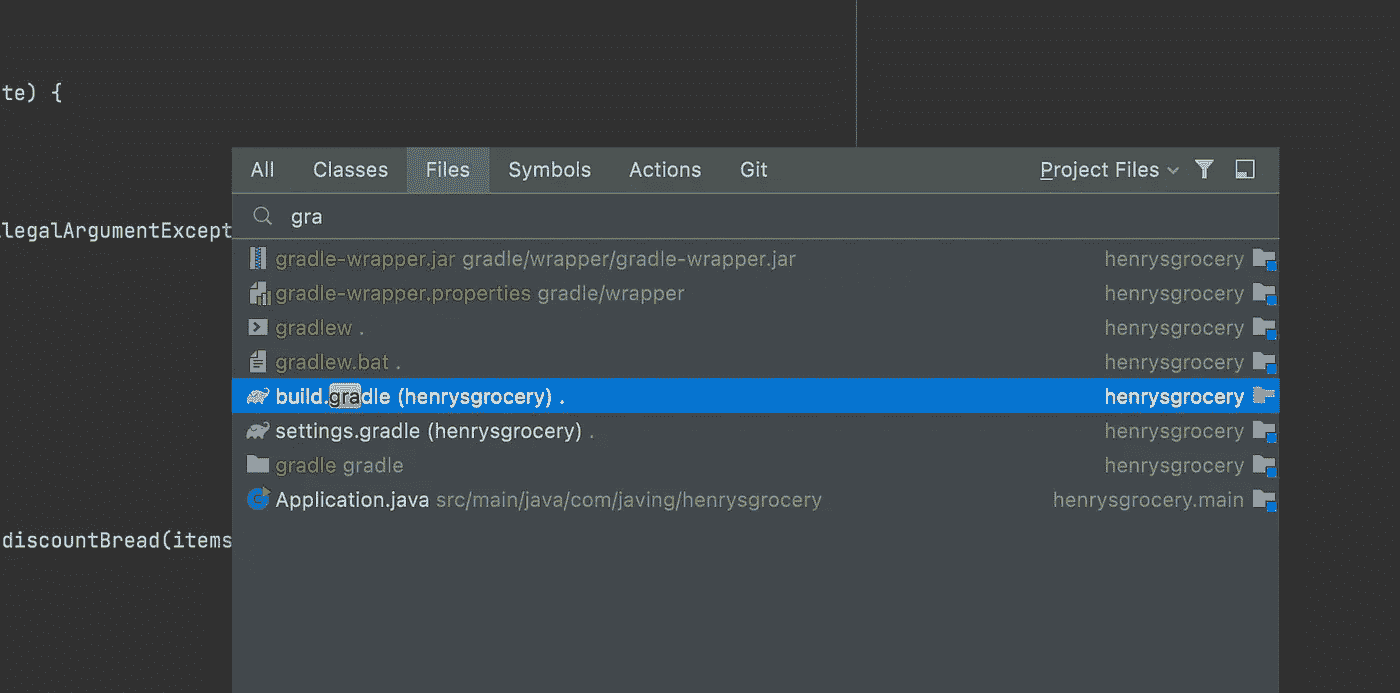 te) {
All Classes Files Symbols Actions Git Project Files
gra
legalArgumentExcept
gradle-wrapper.jar gradle/wrapper/gradle-wrapper.jar henrysgrocery
gradle-wrapper.properties gradle/wrapper henrysgrocery
gradlew . henrysgrocery
gradlew.bat . henrysgrocery
build.gradle (henrysgrocery) . henrysgrocery
settings.gradle (henrysgrocery) . henrysgrocery
gradle gradle henrysgrocery
Application.java src/main/java/com/javing/henrysgrocery henrysgrocery.main
discountBread(items